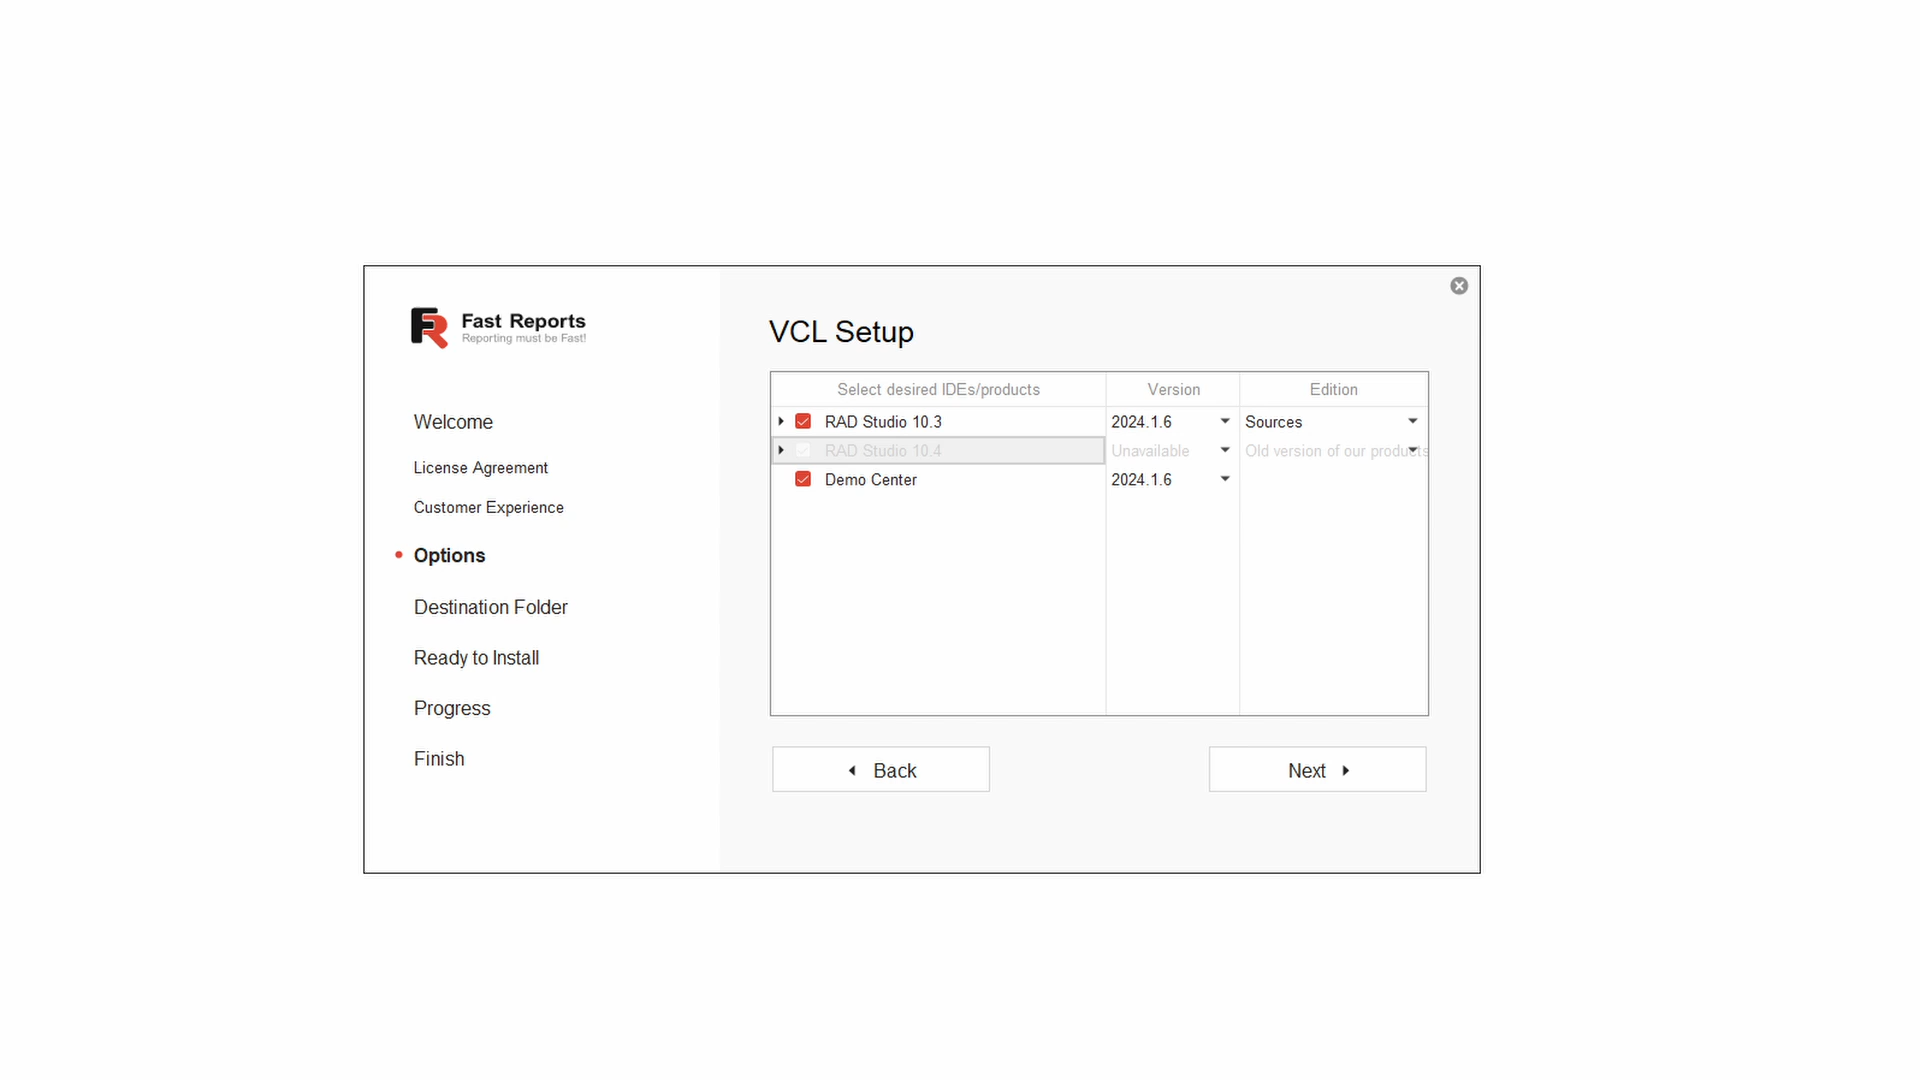 Fast Reports
Reporting must be Fast!
Welcome
License Agreement
Customer Experience
Options
Destination Folder
Ready to Install
Progress
Finish
VCL Setup
Select desired IDEs/products Version Edition
RAD Studio 10.3 2024.1.6 Sources
RAD Studio 10.4 Unavailable Old version of our products
Demo Center 2024.1.6
Back Next